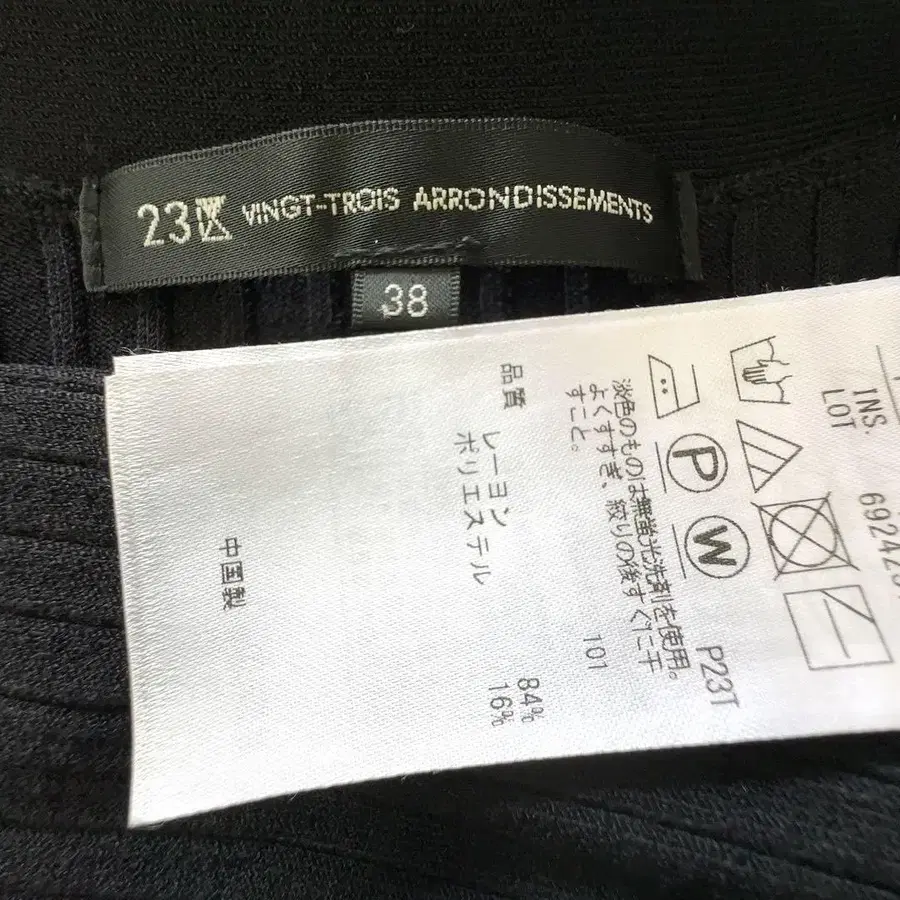 23区 VINGT-TROIS ARRONDISSEMENTS
38
INS.
LOT
P
W
P23T
淡色のものは無蛍光洗剤を使用。
よくすすぎ、絞りの後すぐに干
すこと。
101
品質
レーヨン 84%
ポリエステル 16%
中国製